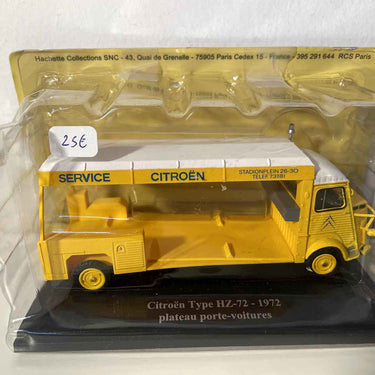 Hachette Collections SNC - 43, Quai de Grenelle - 75905 Paris Cedex 15 - France - 395 291 644 RCS Paris
25€
SERVICE CITROËN
STADIONPLEIN 26-30
TELEF. 73181
Citroën Type HZ-72 - 1972
plateau porte-voitures